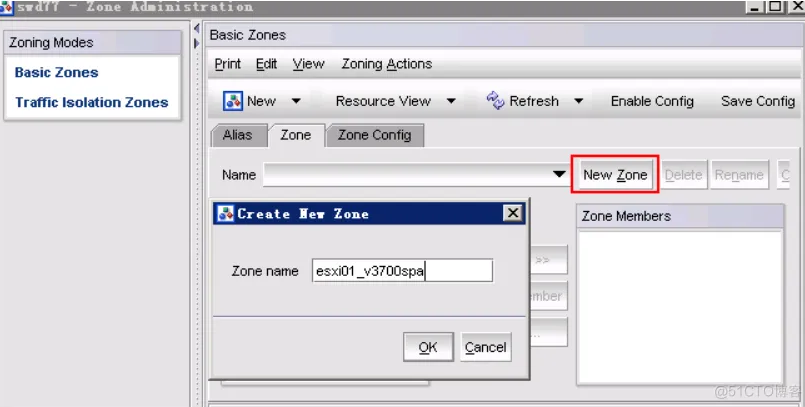 swd77 - Zone Administration
Zoning Modes
Basic Zones
Traffic Isolation Zones
Basic Zones
Print Edit View Zoning Actions
New Resource View Refresh Enable Config Save Config
Alias Zone Zone Config
Name New Zone Delete Rename C
Create New Zone
Zone name esxi01_v3700spa
OK Cancel
>>
mber
...
Zone Members
@51CTO博客